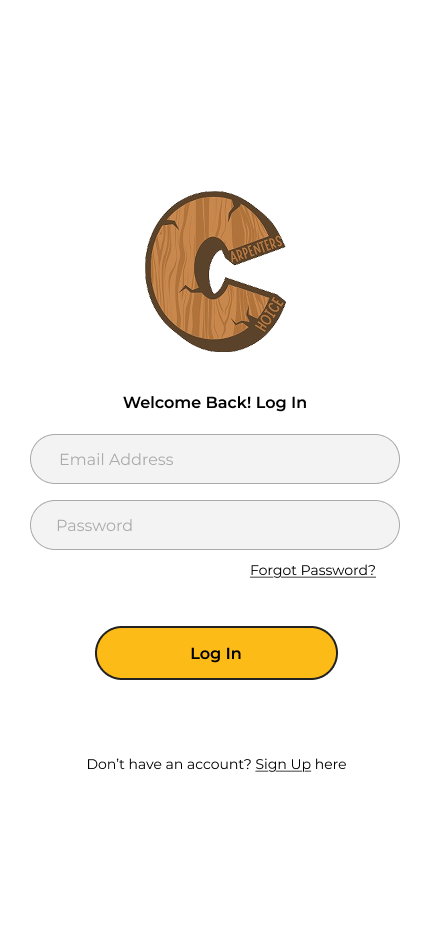 ARPENTERS
HOICE
Welcome Back! Log In
Email Address
Password
Forgot Password?
Log In
Don't have an account? Sign Up here